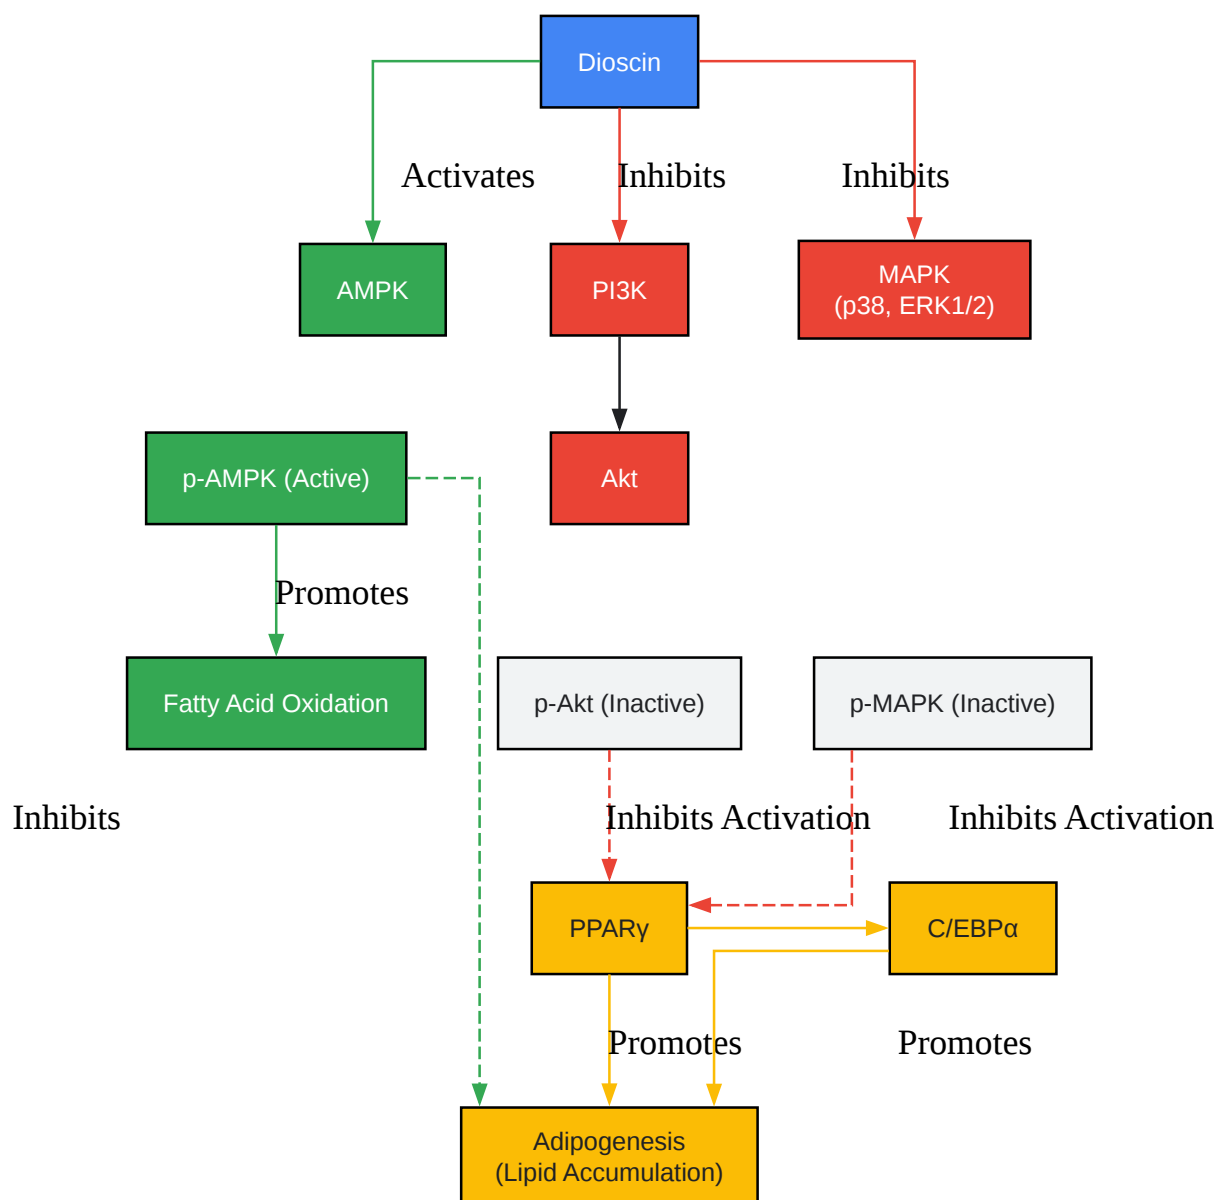 Dioscin
Activates
Inhibits
Inhibits
AMPK
PI3K
MAPK
(p38, ERK1/2)
p-AMPK (Active)
Akt
Promotes
Fatty Acid Oxidation
p-Akt (Inactive)
p-MAPK (Inactive)
Inhibits
Inhibits Activation
Inhibits Activation
PPARγ
C/EBPα
Promotes
Promotes
Adipogenesis
(Lipid Accumulation)